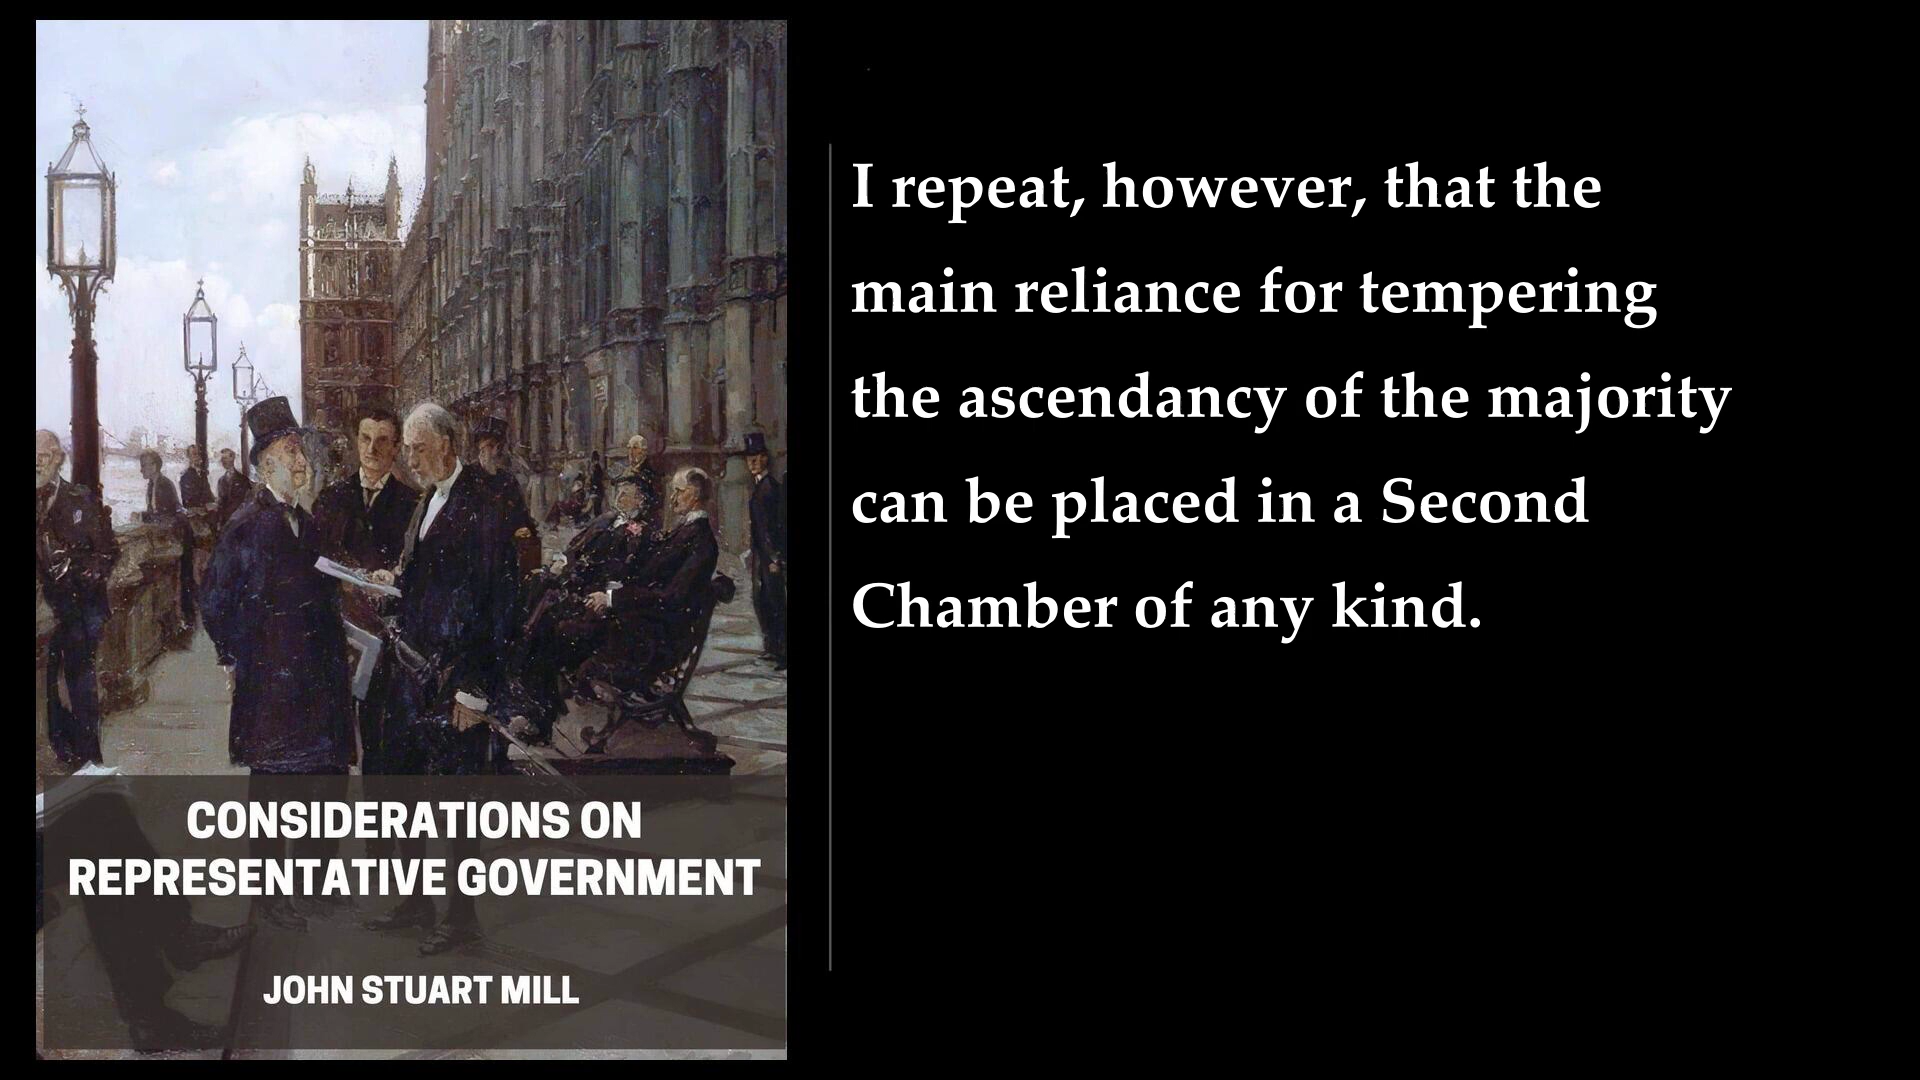 I repeat, however, that the
main reliance for tempering
the ascendancy of the majority
can be placed in a Second
Chamber of any kind.
CONSIDERATIONS ON
REPRESENTATIVE GOVERNMENT
JOHN STUART MILL